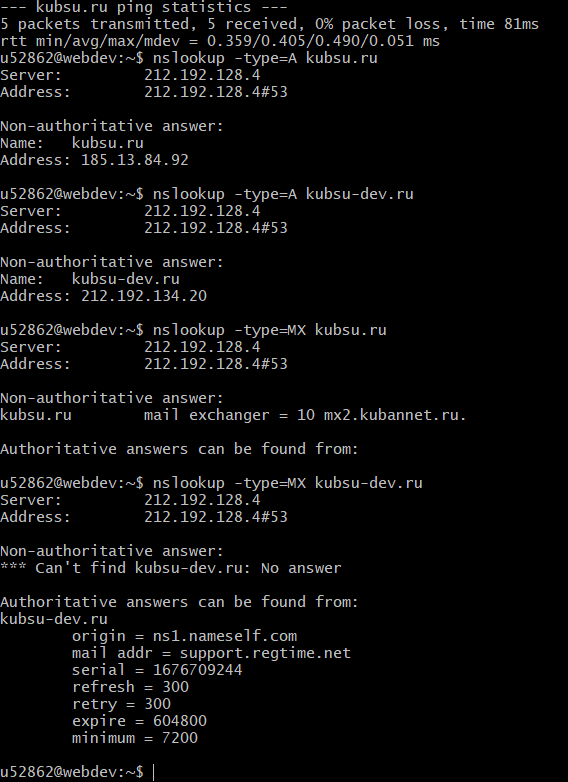 --- kubsu.ru ping statistics ---
5 packets transmitted, 5 received, 0% packet loss, time 81ms
rtt min/avg/max/mdev = 0.359/0.405/0.490/0.051 ms
u52862@webdev:~$ nslookup -type=A kubsu.ru
Server:         212.192.128.4
Address:        212.192.128.4#53

Non-authoritative answer:
Name:   kubsu.ru
Address: 185.13.84.92

u52862@webdev:~$ nslookup -type=A kubsu-dev.ru
Server:         212.192.128.4
Address:        212.192.128.4#53

Non-authoritative answer:
Name:   kubsu-dev.ru
Address: 212.192.134.20

u52862@webdev:~$ nslookup -type=MX kubsu.ru
Server:         212.192.128.4
Address:        212.192.128.4#53

Non-authoritative answer:
kubsu.ru        mail exchanger = 10 mx2.kubannet.ru.

Authoritative answers can be found from:

u52862@webdev:~$ nslookup -type=MX kubsu-dev.ru
Server:         212.192.128.4
Address:        212.192.128.4#53

Non-authoritative answer:
*** Can't find kubsu-dev.ru: No answer

Authoritative answers can be found from:
kubsu-dev.ru
        origin = ns1.nameself.com
        mail addr = support.regtime.net
        serial = 1676709244
        refresh = 300
        retry = 300
        expire = 604800
        minimum = 7200

u52862@webdev:~$